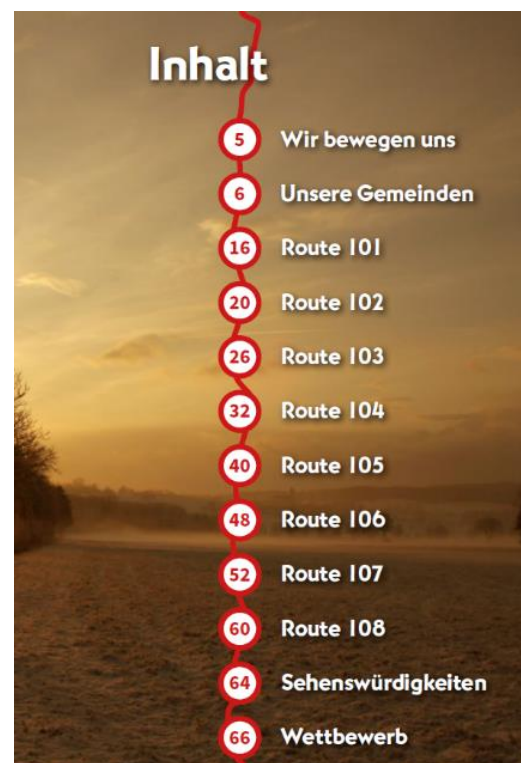 Inhalt
5 Wir bewegen uns
6 Unsere Gemeinden
16 Route 101
20 Route 102
26 Route 103
32 Route 104
40 Route 105
48 Route 106
52 Route 107
60 Route 108
64 Sehenswürdigkeiten
66 Wettbewerb